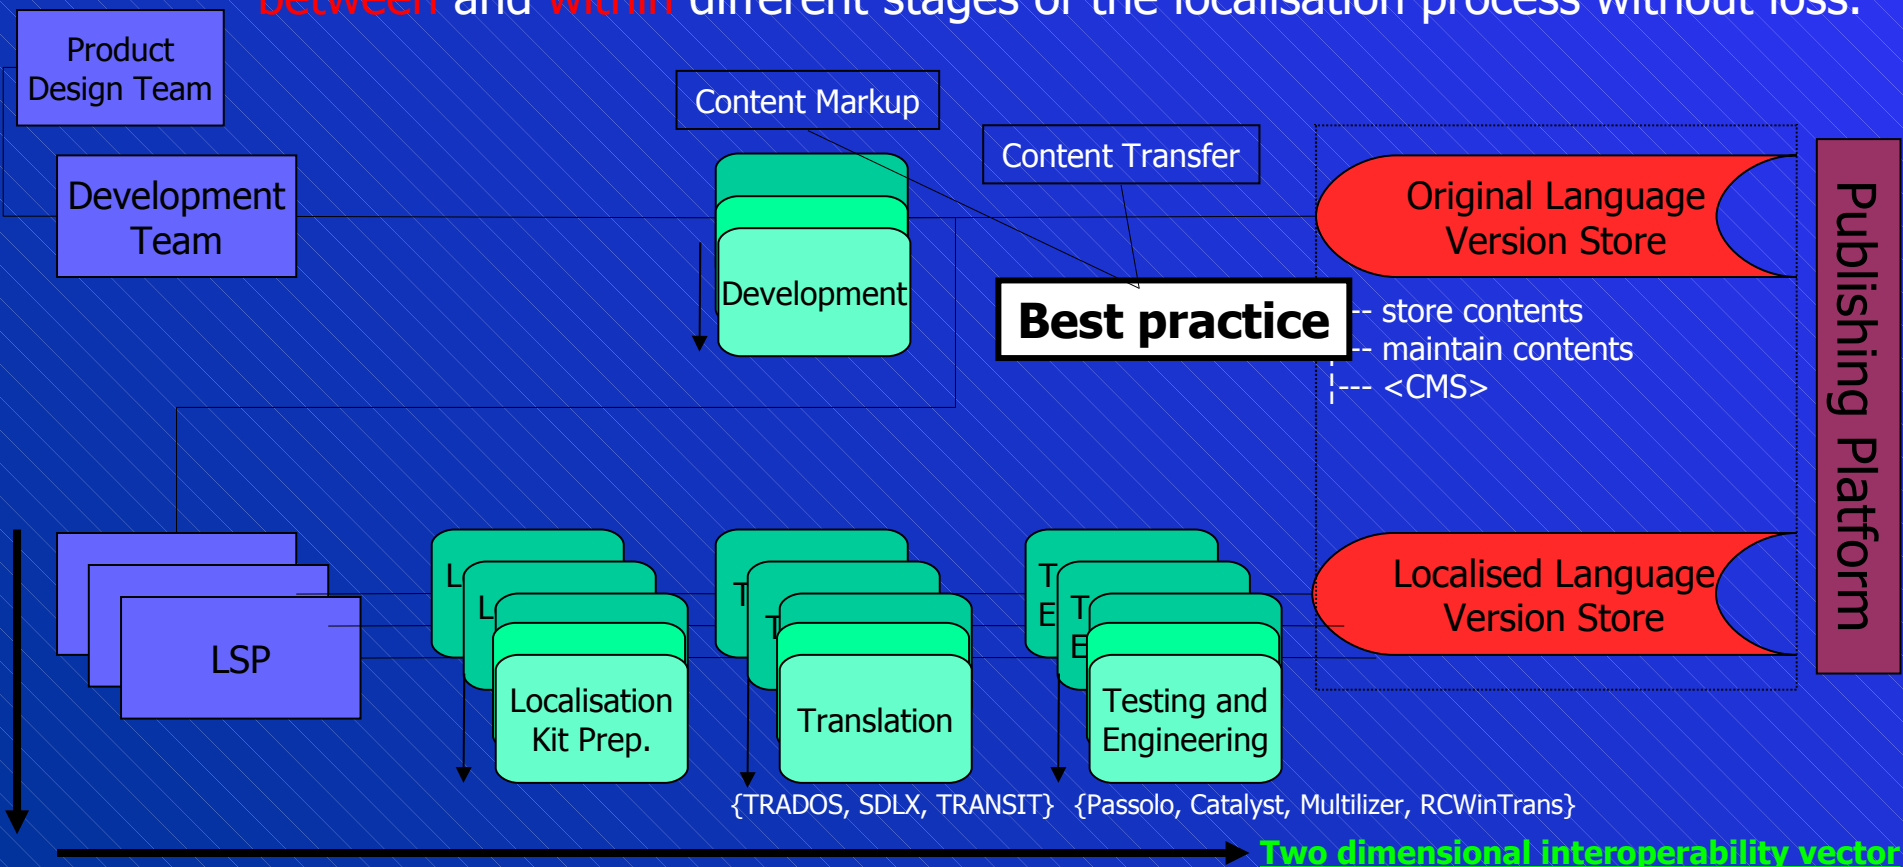 between and within different stages of the localisation process without loss.
Product
Design Team
Content Markup
Content Transfer
Development
Team
Development
Original Language
Version Store
Best practice
-- store contents
-- maintain contents
--- <CMS>
Publishing Platform
LSP
L
L
Localisation
Kit Prep.
T
T
Translation
T
E
T
E
Testing and
Engineering
Localised Language
Version Store
{TRADOS, SDLX, TRANSIT} {Passolo, Catalyst, Multilizer, RCWinTrans}
Two dimensional interoperability vector